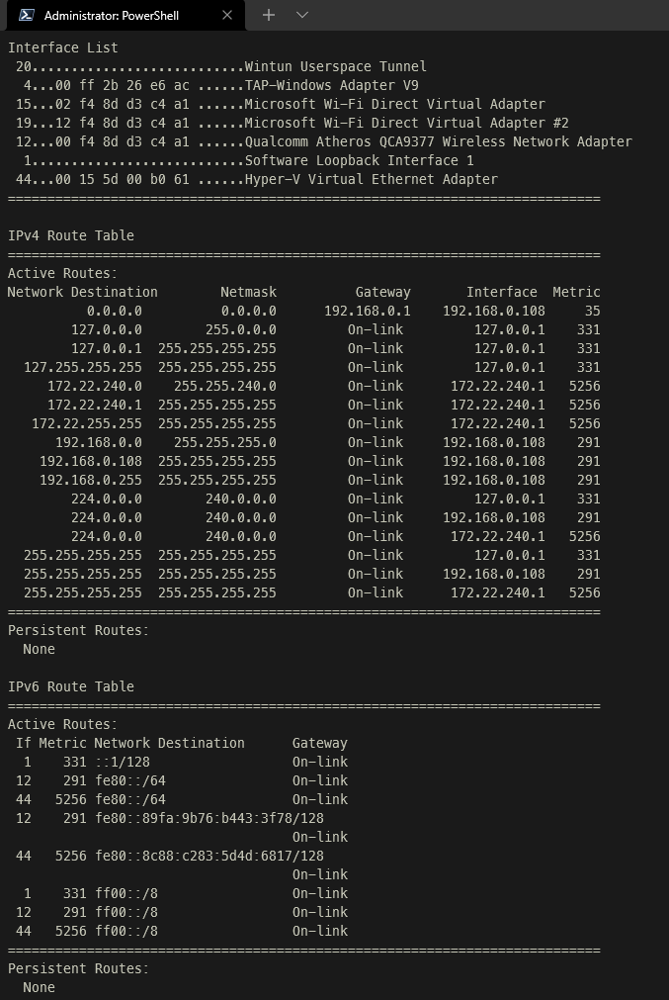 Administrator: PowerShell
Interface List
 20...........................Wintun Userspace Tunnel
  4...00 ff 2b 26 e6 ac ......TAP-Windows Adapter V9
 15...02 f4 8d d3 c4 a1 ......Microsoft Wi-Fi Direct Virtual Adapter
 19...12 f4 8d d3 c4 a1 ......Microsoft Wi-Fi Direct Virtual Adapter #2
 12...00 f4 8d d3 c4 a1 ......Qualcomm Atheros QCA9377 Wireless Network Adapter
  1...........................Software Loopback Interface 1
 44...00 15 5d 00 b0 61 ......Hyper-V Virtual Ethernet Adapter
===========================================================================
IPv4 Route Table
===========================================================================
Active Routes:
Network Destination        Netmask          Gateway       Interface  Metric
          0.0.0.0          0.0.0.0      192.168.0.1    192.168.0.108     35
        127.0.0.0        255.0.0.0         On-link         127.0.0.1    331
        127.0.0.1  255.255.255.255         On-link         127.0.0.1    331
  127.255.255.255  255.255.255.255         On-link         127.0.0.1    331
     172.22.240.0    255.255.240.0         On-link      172.22.240.1   5256
     172.22.240.1  255.255.255.255         On-link      172.22.240.1   5256
   172.22.255.255  255.255.255.255         On-link      172.22.240.1   5256
      192.168.0.0    255.255.255.0         On-link     192.168.0.108    291
    192.168.0.108  255.255.255.255         On-link     192.168.0.108    291
    192.168.0.255  255.255.255.255         On-link     192.168.0.108    291
        224.0.0.0        240.0.0.0         On-link         127.0.0.1    331
        224.0.0.0        240.0.0.0         On-link     192.168.0.108    291
        224.0.0.0        240.0.0.0         On-link      172.22.240.1   5256
  255.255.255.255  255.255.255.255         On-link         127.0.0.1    331
  255.255.255.255  255.255.255.255         On-link     192.168.0.108    291
  255.255.255.255  255.255.255.255         On-link      172.22.240.1   5256
===========================================================================
Persistent Routes:
  None
IPv6 Route Table
===========================================================================
Active Routes:
 If Metric Network Destination      Gateway
  1    331 ::1/128                  On-link
 12    291 fe80::/64                On-link
 44   5256 fe80::/64                On-link
 12    291 fe80::89fa:9b76:b443:3f78/128
                                    On-link
 44   5256 fe80::8c88:c283:5d4d:6817/128
                                    On-link
  1    331 ff00::/8                 On-link
 12    291 ff00::/8                 On-link
 44   5256 ff00::/8                 On-link
===========================================================================
Persistent Routes:
  None